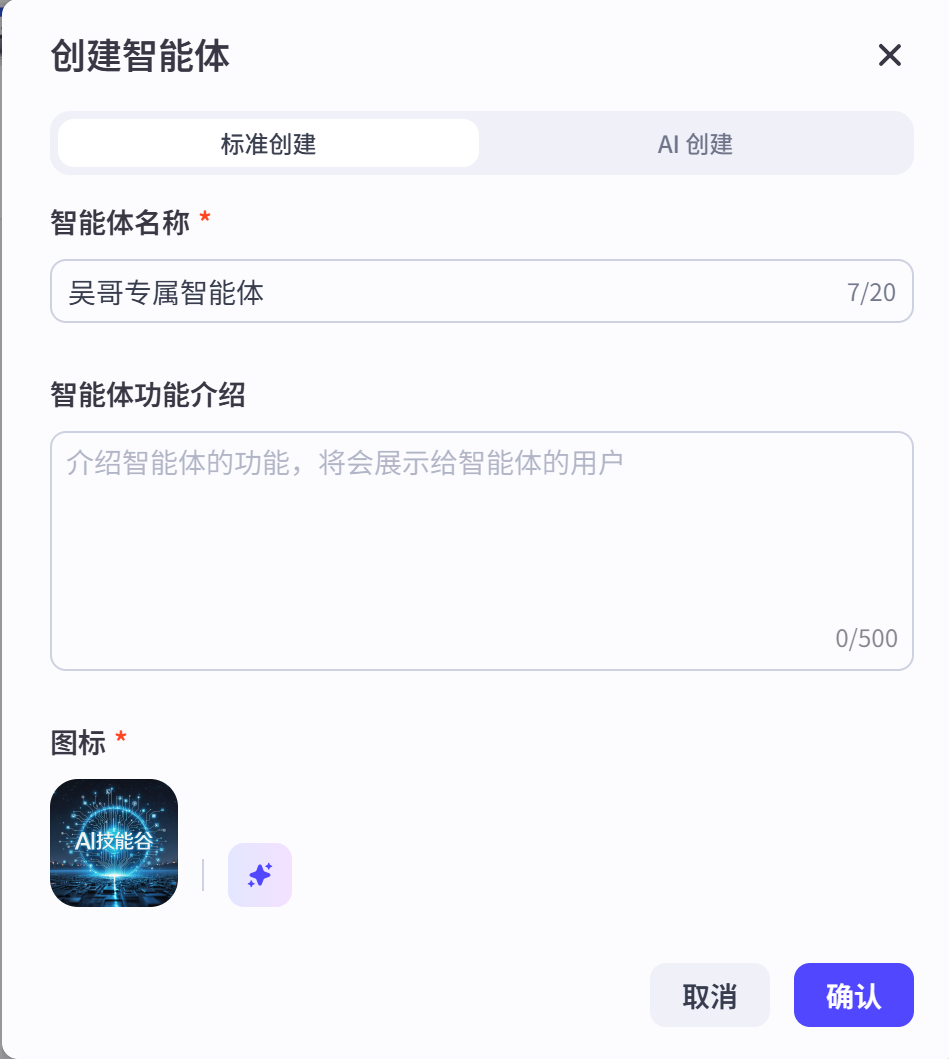 创建智能体
标准创建
AI 创建
智能体名称 *
吴哥专属智能体
7/20
智能体功能介绍
介绍智能体的功能，将会展示给智能体的用户
0/500
图标 *
AI技能谷
取消
确认